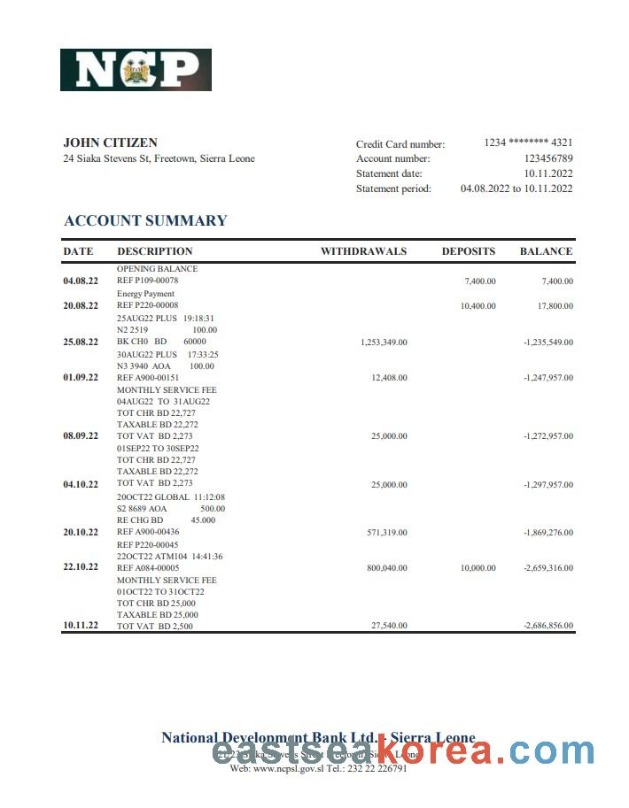 NCP
JOHN CITIZEN
24 Siaka Stevens St, Freetown, Sierra Leone
Credit Card number: 1234 ******** 4321
Account number: 123456789
Statement date: 10.11.2022
Statement period: 04.08.2022 to 10.11.2022
ACCOUNT SUMMARY
DATE DESCRIPTION WITHDRAWALS DEPOSITS BALANCE
OPENING BALANCE
04.08.22 REF P109-00078 7,400.00 7,400.00
Energy Payment
20.08.22 REF P220-00008 10,400.00 17,800.00
25AUG22 PLUS 19:18:31
N2 2519 100.00
25.08.22 BK CH0 BD 60000 1,253,349.00 -1,235,549.00
30AUG22 PLUS 17:33:25
N3 3940 AOA 100.00
01.09.22 REF A900-00151 12,408.00 -1,247,957.00
MONTHLY SERVICE FEE
04AUG22 TO 31AUG22
TOT CHR BD 22,727
TAXABLE BD 22,272
08.09.22 TOT VAT BD 2,273 25,000.00 -1,272,957.00
01SEP22 TO 30SEP22
TOT CHR BD 22,727
TAXABLE BD 22,272
04.10.22 TOT VAT BD 2,273 25,000.00 -1,297,957.00
20OCT22 GLOBAL 11:12:08
S2 8689 AOA 500.00
RE CHG BD 45.000
20.10.22 REF A900-00436 571,319.00 -1,869,276.00
REF P220-00045
22OCT22 ATM104 14:41:36
22.10.22 REF A084-00005 800,040.00 10,000.00 -2,659,316.00
MONTHLY SERVICE FEE
01OCT22 TO 31OCT22
TOT CHR BD 25,000
TAXABLE BD 25,000
10.11.22 TOT VAT BD 2,500 27,540.00 -2,686,856.00
National Development Bank Ltd. - Sierra Leone
eastseakorea.com
Web: www.ncpsl.gov.sl Tel.: 232 22 226791